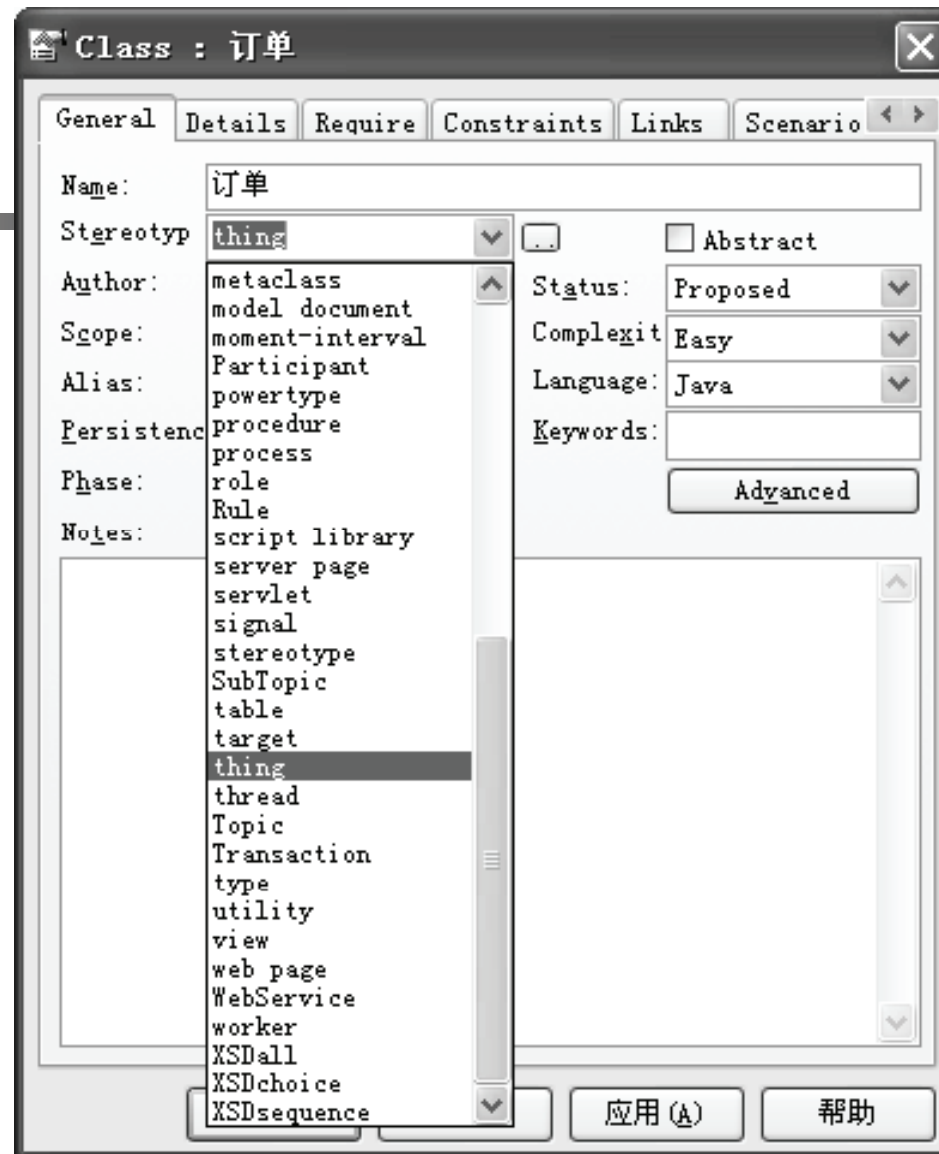 Class : 订单
General Details Require Constraints Links Scenario
Name: 订单
Stereotyp thing .. Abstract
Author: Status: Proposed
Scope: Complexit Easy
Alias: Language: Java
Persistenc Keywords:
Phase: Advanced
Notes:
metaclass
model document
moment-interval
Participant
powertype
procedure
process
role
Rule
script library
server page
servlet
signal
stereotype
SubTopic
table
target
thing
thread
Topic
Transaction
type
utility
view
web page
WebService
worker
XSDall
XSDchoice
XSDsequence
应用(A) 帮助